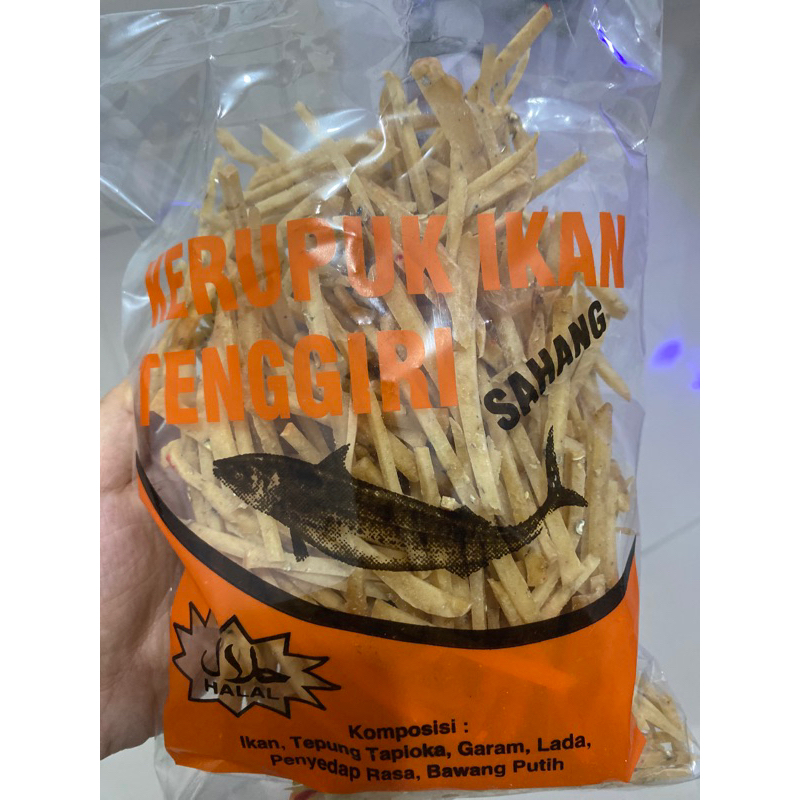 KERUPUK IKAN
TENGGIRI
SAHANG
حلال
HALAL
Komposisi :
Ikan, Tepung Tapioka, Garam, Lada,
Penyedap Rasa, Bawang Putih